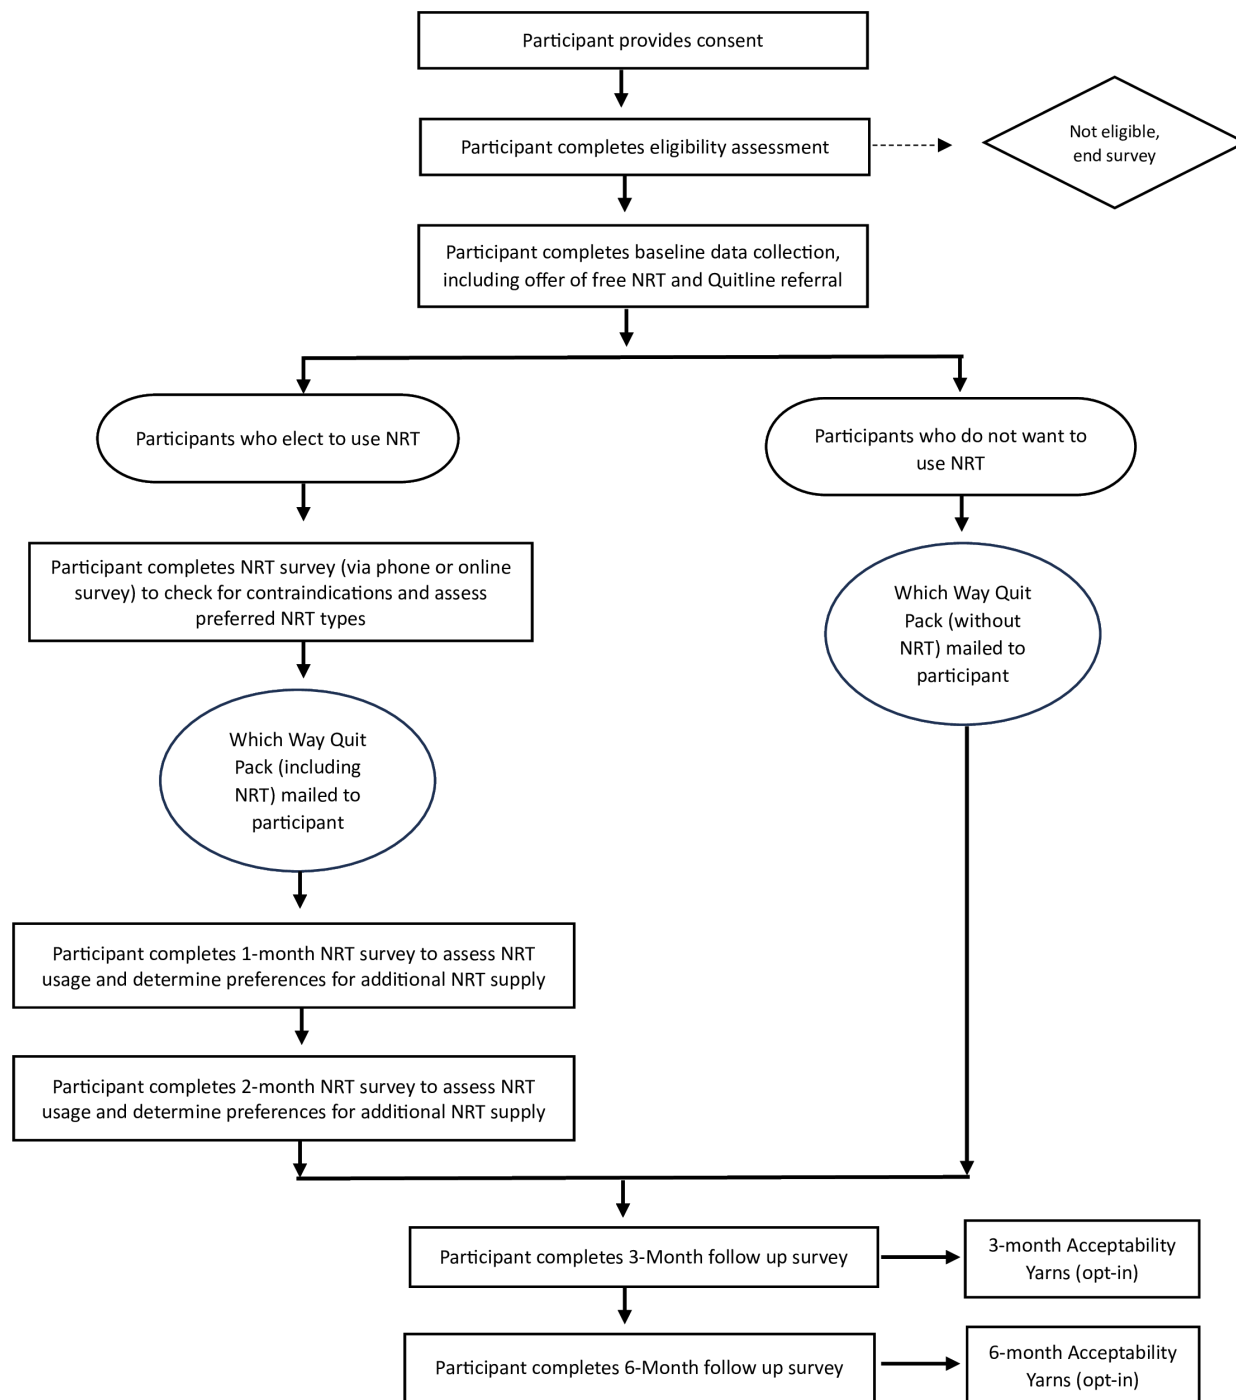 Participant provides consent
Participant completes eligibility assessment
Not eligible,
end survey
Participant completes baseline data collection,
including offer of free NRT and Quitline referral
Participants who elect to use NRT
Participants who do not want to
use NRT
Participant completes NRT survey (via phone or online
survey) to check for contraindications and assess
preferred NRT types
Which Way Quit
Pack (without
NRT) mailed to
participant
Which Way Quit
Pack (including
NRT) mailed to
participant
Participant completes 1-month NRT survey to assess NRT
usage and determine preferences for additional NRT supply
Participant completes 2-month NRT survey to assess NRT
usage and determine preferences for additional NRT supply
Participant completes 3-Month follow up survey
3-month Acceptability
Yarns (opt-in)
Participant completes 6-Month follow up survey
6-month Acceptability
Yarns (opt-in)